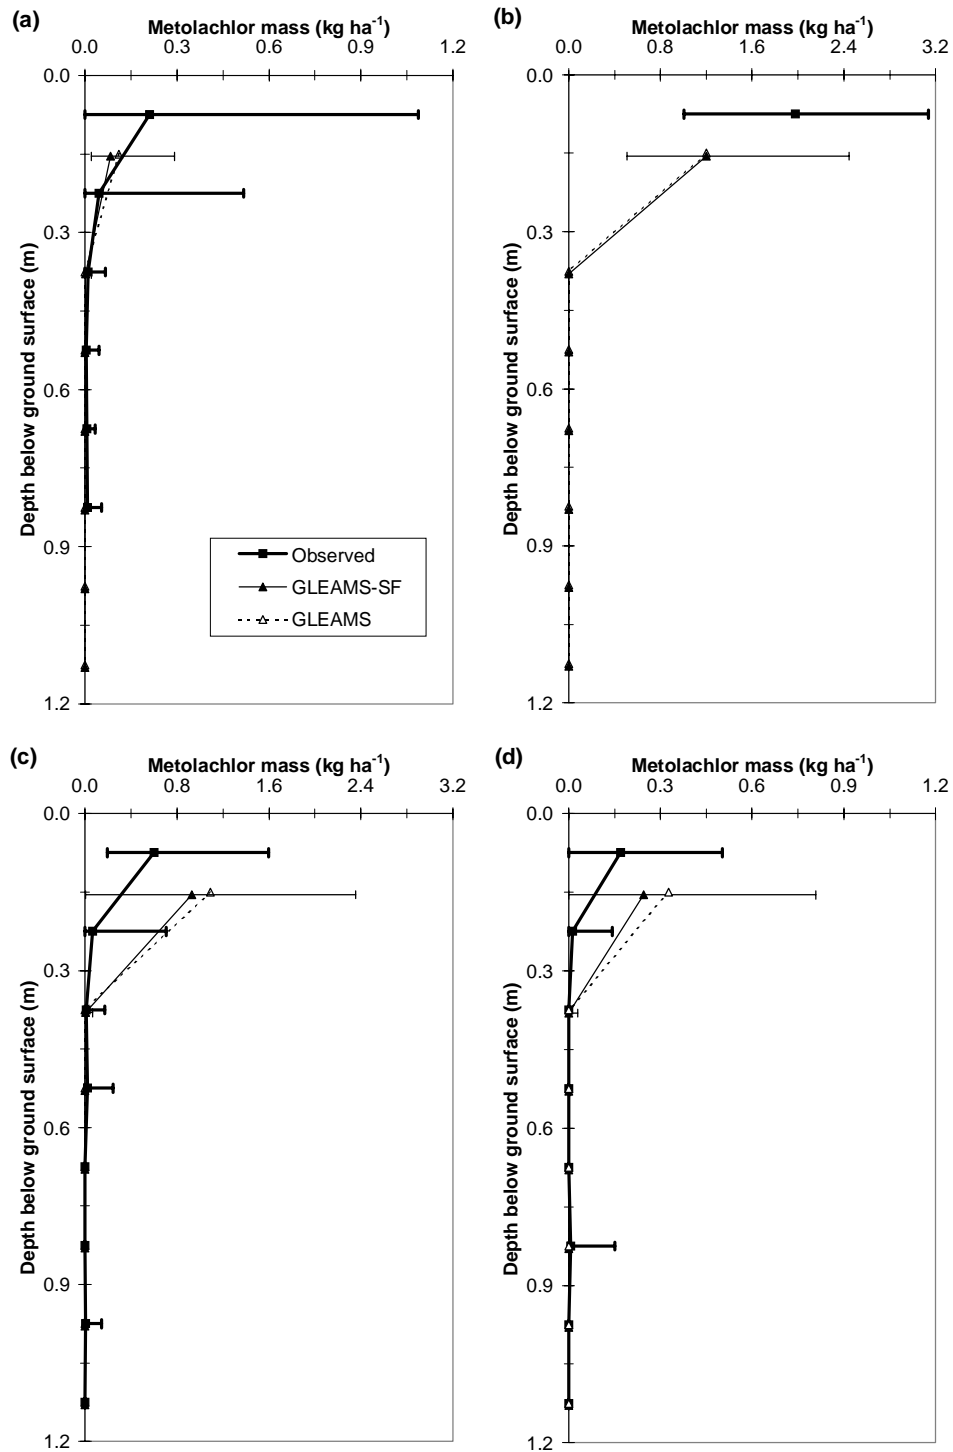 (a)
Metolachlor mass (kg ha⁻¹)
0.0 0.3 0.6 0.9 1.2
0.0
0.3
0.6
0.9
1.2
Depth below ground surface (m)
Observed
GLEAMS-SF
GLEAMS
(b)
Metolachlor mass (kg ha⁻¹)
0.0 0.8 1.6 2.4 3.2
0.0
0.3
0.6
0.9
1.2
Depth below ground surface (m)
(c)
Metolachlor mass (kg ha⁻¹)
0.0 0.8 1.6 2.4 3.2
0.0
0.3
0.6
0.9
1.2
Depth below ground surface (m)
(d)
Metolachlor mass (kg ha⁻¹)
0.0 0.3 0.6 0.9 1.2
0.0
0.3
0.6
0.9
1.2
Depth below ground surface (m)